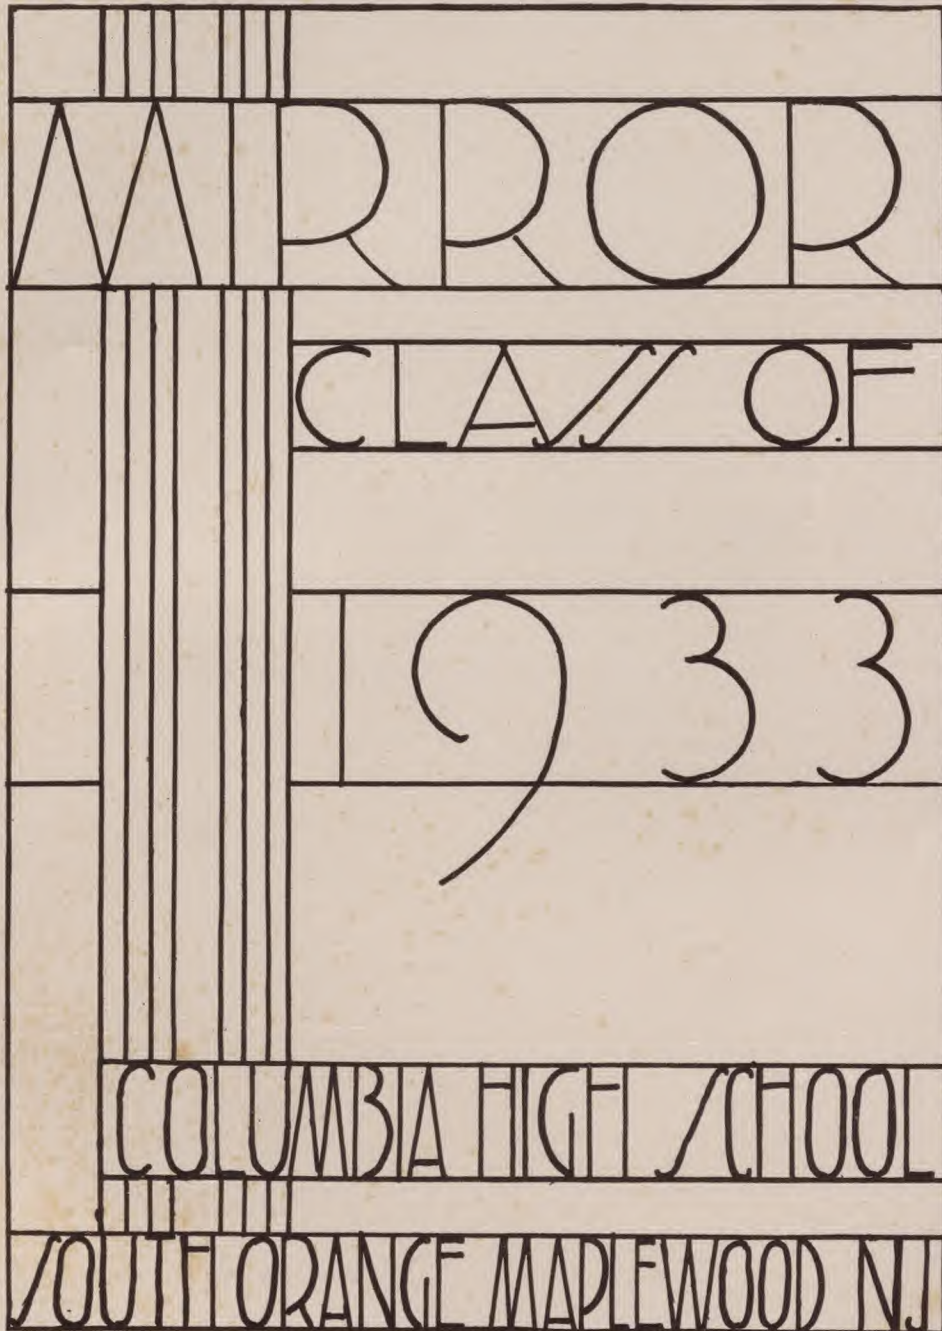 MIRROR
CLASS OF
1933
COLUMBIA HIGH SCHOOL
SOUTH ORANGE MAPLEWOOD N.J